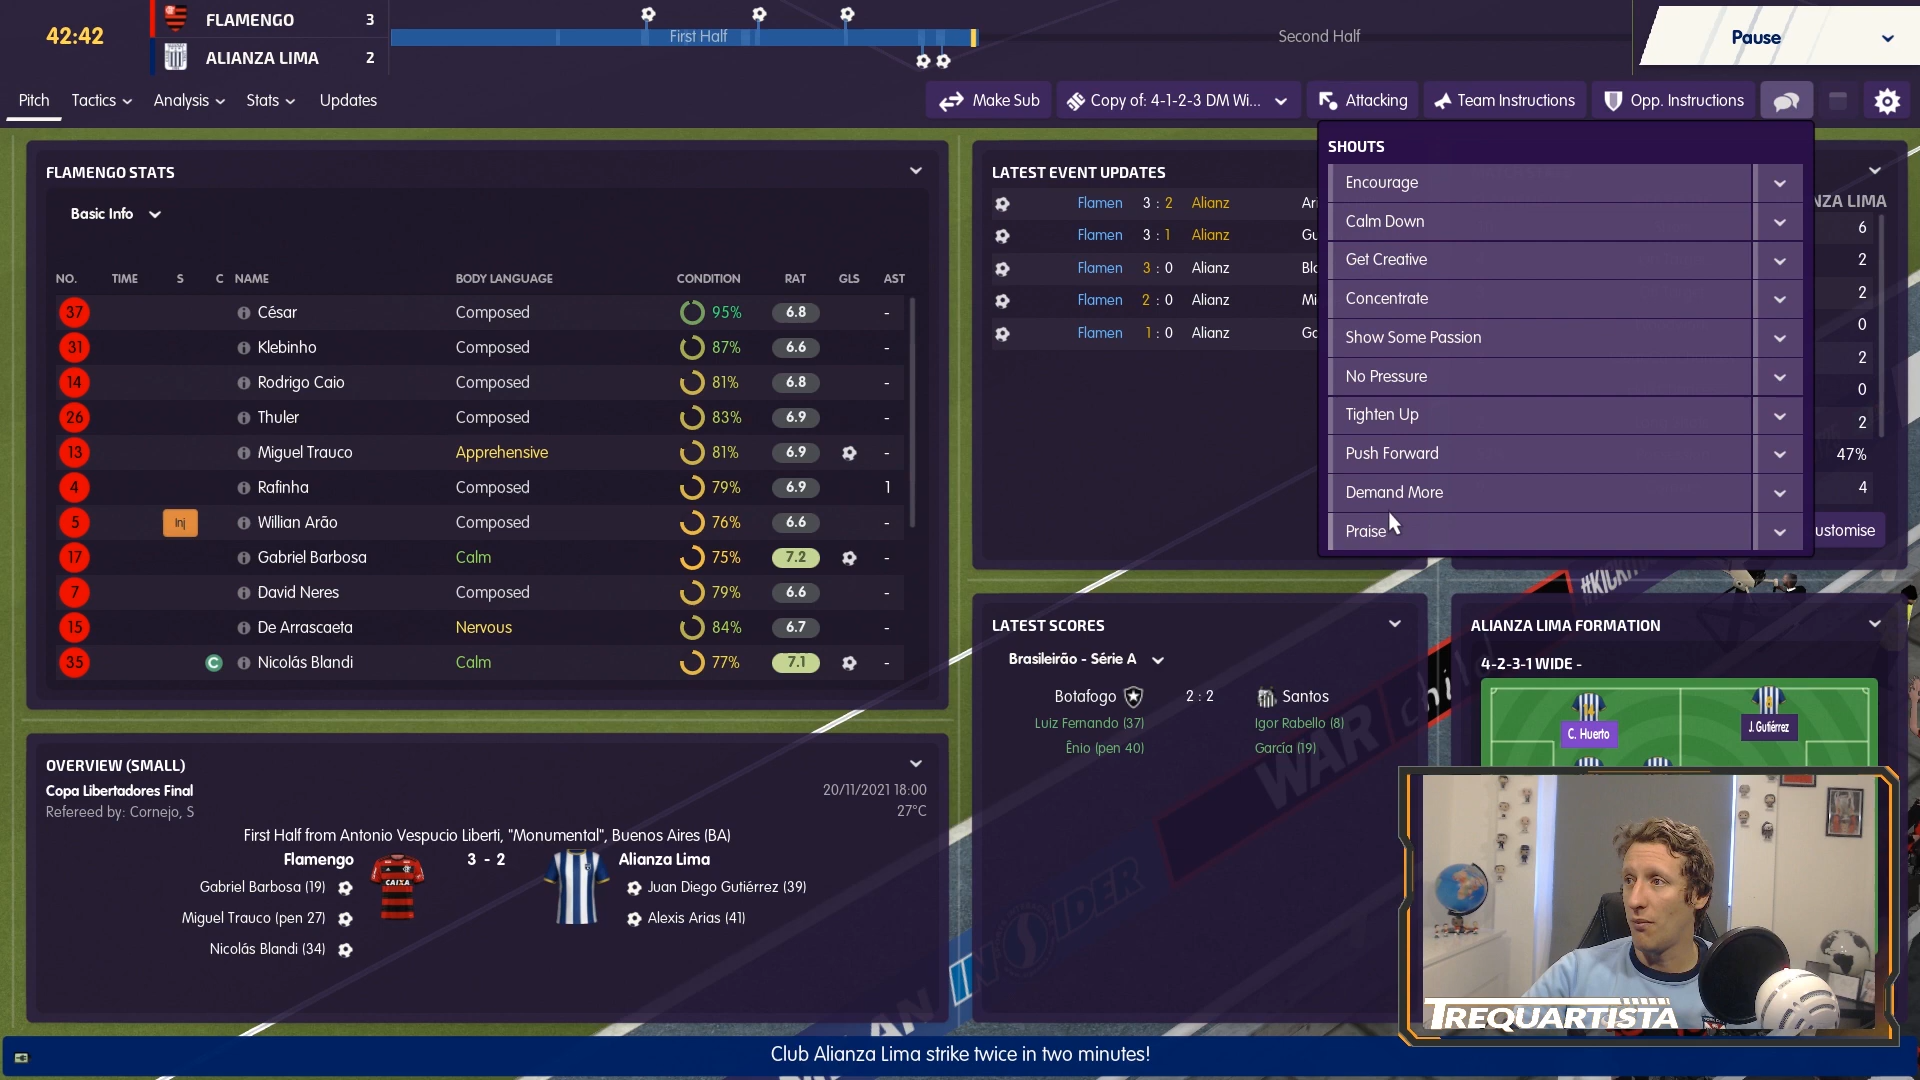 42:42
FLAMENGO 3
ALIANZA LIMA 2
First Half
Second Half
Pause
Pitch Tactics Analysis Stats Updates
Make Sub
Copy of: 4-1-2-3 DM Wi...
Attacking
Team Instructions
Opp. Instructions
FLAMENGO STATS
Basic Info
NO. TIME S C NAME BODY LANGUAGE CONDITION RAT GLS AST
37 César Composed 95% 6.8 -
31 Klebinho Composed 87% 6.6 -
14 Rodrigo Caio Composed 81% 6.8 -
26 Thuler Composed 83% 6.9 -
13 Miguel Trauco Apprehensive 81% 6.9 -
4 Rafinha Composed 79% 6.9 1
5 Inj Willian Arão Composed 76% 6.6 -
17 Gabriel Barbosa Calm 75% 7.2 -
7 David Neres Composed 79% 6.6 -
15 De Arrascaeta Nervous 84% 6.7 -
35 C Nicolás Blandi Calm 77% 7.1 -
LATEST EVENT UPDATES
Flamen 3 : 2 Alianz Ari
Flamen 3 : 1 Alianz Gu
Flamen 3 : 0 Alianz Bla
Flamen 2 : 0 Alianz Mi
Flamen 1 : 0 Alianz Ga
SHOUTS
Encourage
Calm Down
Get Creative
Concentrate
Show Some Passion
No Pressure
Tighten Up
Push Forward
Demand More
Praise
NZA LIMA
6
2
2
0
2
0
2
47%
4
ustomise
OVERVIEW (SMALL)
Copa Libertadores Final 20/11/2021 18:00
Refereed by: Cornejo, S 27°C
First Half from Antonio Vespucio Liberti, "Monumental", Buenos Aires (BA)
Flamengo 3 - 2 Alianza Lima
Gabriel Barbosa (19)
Miguel Trauco (pen 27)
Nicolás Blandi (34)
Juan Diego Gutiérrez (39)
Alexis Arias (41)
CAIXA
LATEST SCORES
Brasileirão - Série A
Botafogo 2 : 2 Santos
Luiz Fernando (37) Igor Rabello (8)
Ênio (pen 40) García (19)
ALIANZA LIMA FORMATION
4-2-3-1 WIDE -
C. Huerto
J. Gutiérrez
WAR chi
TREQUARTISTA
Club Alianza Lima strike twice in two minutes!